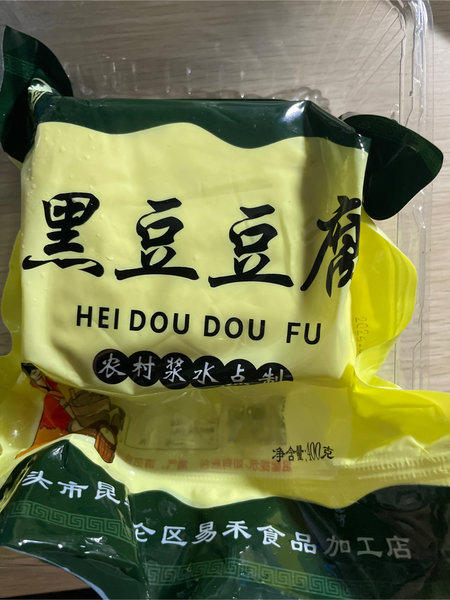 黑豆豆腐
HEI DOU DOU FU
农村浆水点制
净含量:400克
头市昆
仑区易禾食品加工店